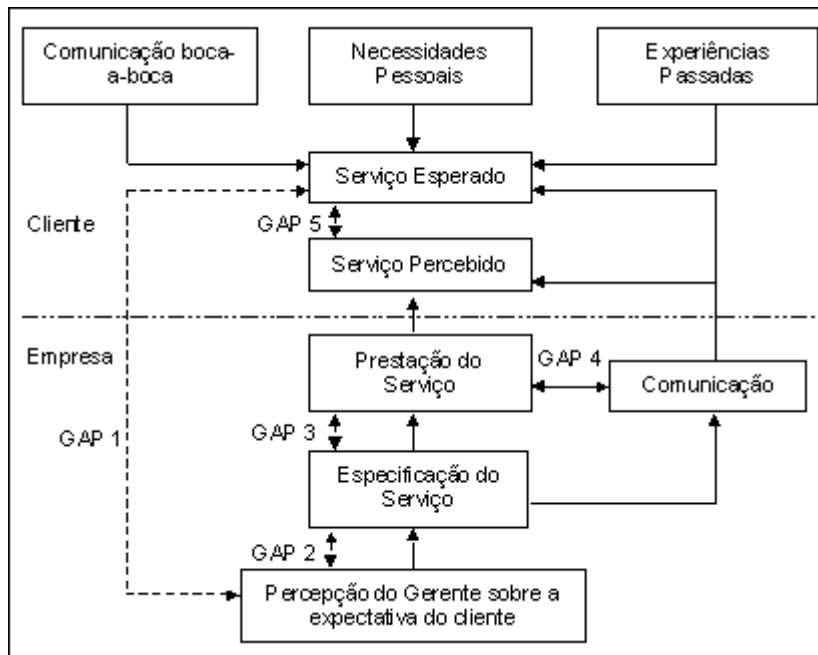 Comunicação boca-
a-boca
Necessidades
Pessoais
Experiências
Passadas
Serviço Esperado
Cliente
GAP 5
Serviço Percebido
Empresa
Prestação do
Serviço
GAP 4
Comunicação
GAP 1
GAP 3
Especificação do
Serviço
GAP 2
Percepção do Gerente sobre a
expectativa do cliente